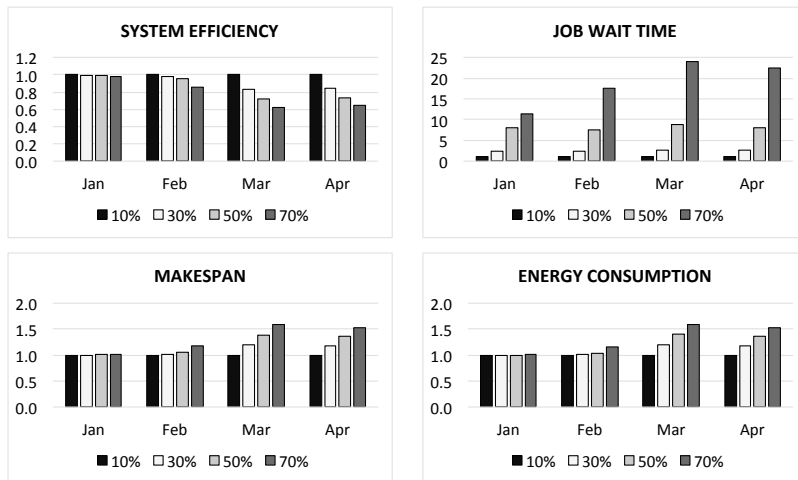 SYSTEM EFFICIENCY
1.2
1.0
0.8
0.6
0.4
0.2
0.0
Jan Feb Mar Apr
10% 30% 50% 70%
JOB WAIT TIME
25
20
15
10
5
0
Jan Feb Mar Apr
10% 30% 50% 70%
MAKESPAN
2.0
1.5
1.0
0.5
0.0
Jan Feb Mar Apr
10% 30% 50% 70%
ENERGY CONSUMPTION
2.0
1.5
1.0
0.5
0.0
Jan Feb Mar Apr
10% 30% 50% 70%